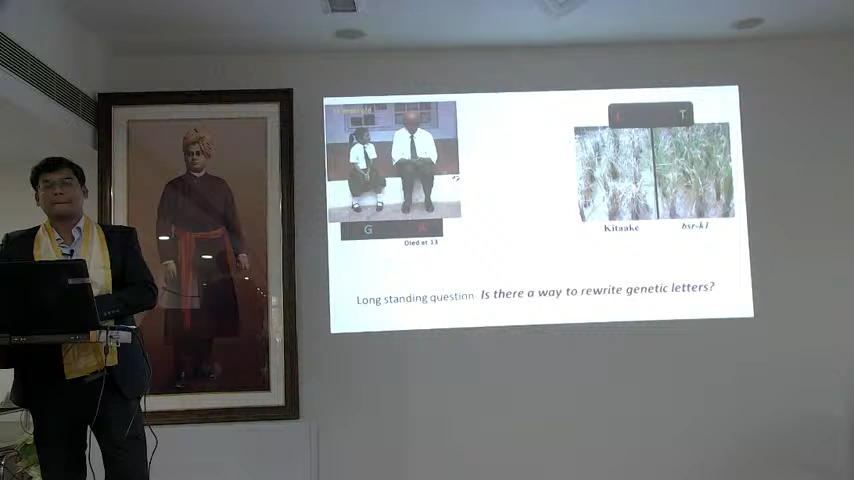 G A
Died at 13
T
Kitaake bsr-k1
Long standing question- Is there a way to rewrite genetic letters?